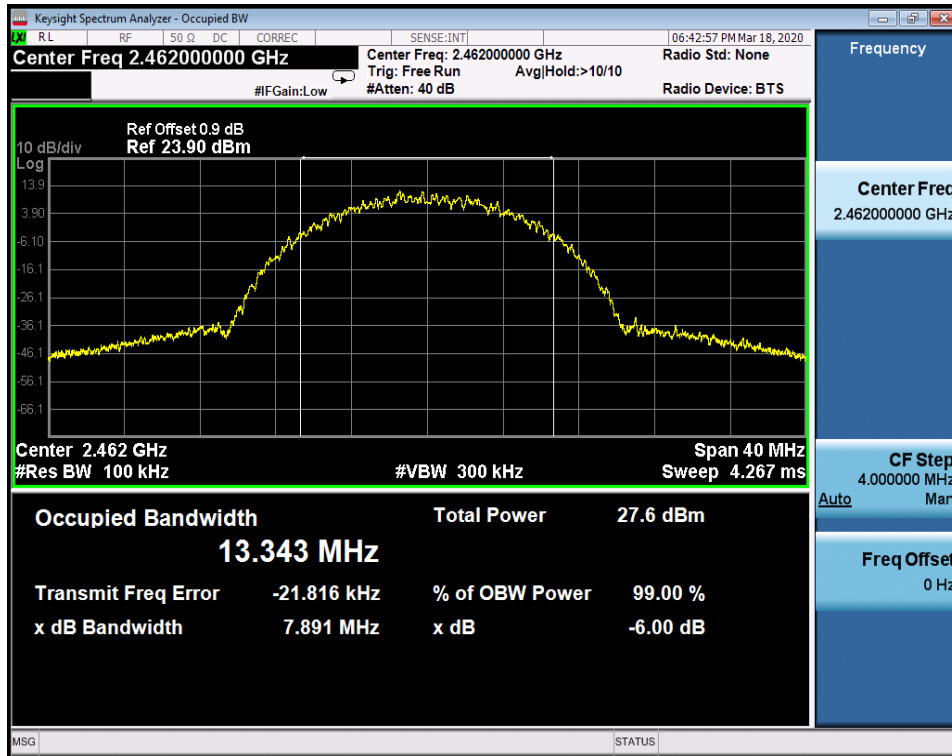 Keysight Spectrum Analyzer - Occupied BW
LXI RL RF 50 Ω DC CORREC SENSE:INT 06:42:57 PM Mar 18, 2020
Center Freq 2.462000000 GHz
Center Freq: 2.462000000 GHz
Radio Std: None
Trig: Free Run
Avg|Hold:>10/10
#IFGain:Low
#Atten: 40 dB
Radio Device: BTS
Ref Offset 0.9 dB
10 dB/div
Ref 23.90 dBm
Log
13.9
3.90
-6.10
-16.1
-26.1
-36.1
-46.1
-56.1
-66.1
Center 2.462 GHz
Span 40 MHz
#Res BW 100 kHz
#VBW 300 kHz
Sweep 4.267 ms
Occupied Bandwidth
Total Power 27.6 dBm
13.343 MHz
Transmit Freq Error -21.816 kHz
% of OBW Power 99.00 %
x dB Bandwidth 7.891 MHz
x dB -6.00 dB
MSG
STATUS
Frequency
Center Freq
2.462000000 GHz
CF Step
4.000000 MHz
Auto Man
Freq Offset
0 Hz